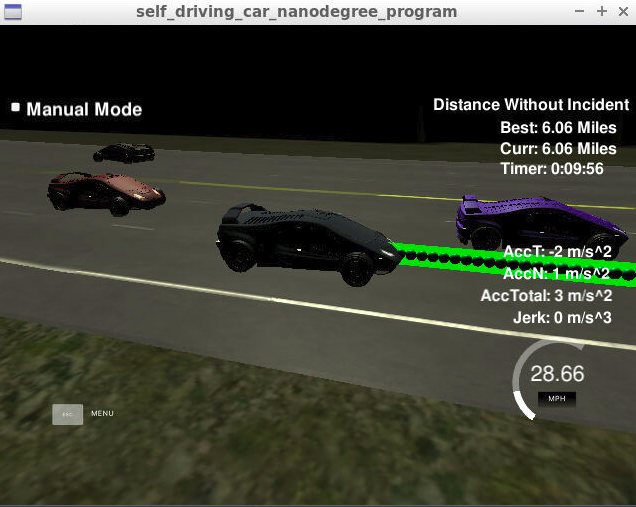 self_driving_car_nanodegree_program
Manual Mode
Distance Without Incident
Best: 6.06 Miles
Curr: 6.06 Miles
Timer: 0:09:56
AccT: -2 m/s^2
AccN: 1 m/s^2
AccTotal: 3 m/s^2
Jerk: 0 m/s^3
28.66
MPH
ESC MENU